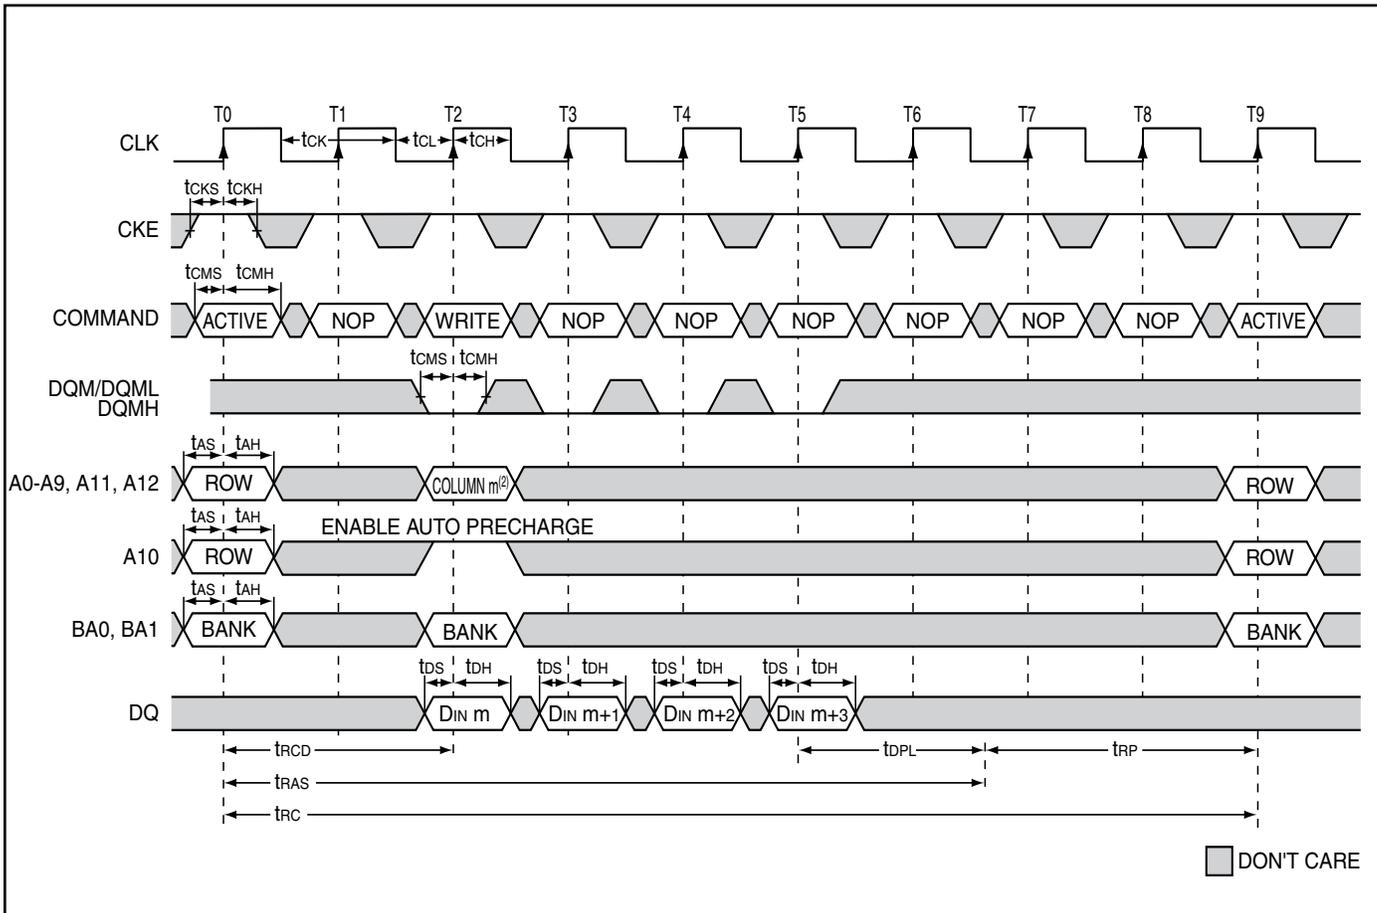 T0 T1 T2 T3 T4 T5 T6 T7 T8 T9
CLK tCK tCL tCH
tCKS tCKH
CKE
tCMS tCMH
COMMAND ACTIVE NOP WRITE NOP NOP NOP NOP NOP NOP ACTIVE
tCMS tCMH
DQM/DQML
DQMH
tAS tAH
A0-A9, A11, A12 ROW COLUMN m(2) ROW
tAS tAH ENABLE AUTO PRECHARGE
A10 ROW ROW
tAS tAH
BA0, BA1 BANK BANK BANK
tDS tDH tDS tDH tDS tDH tDS tDH
DQ DIN m DIN m+1 DIN m+2 DIN m+3
tRCD tDPL tRP
tRAS
tRC
DON'T CARE